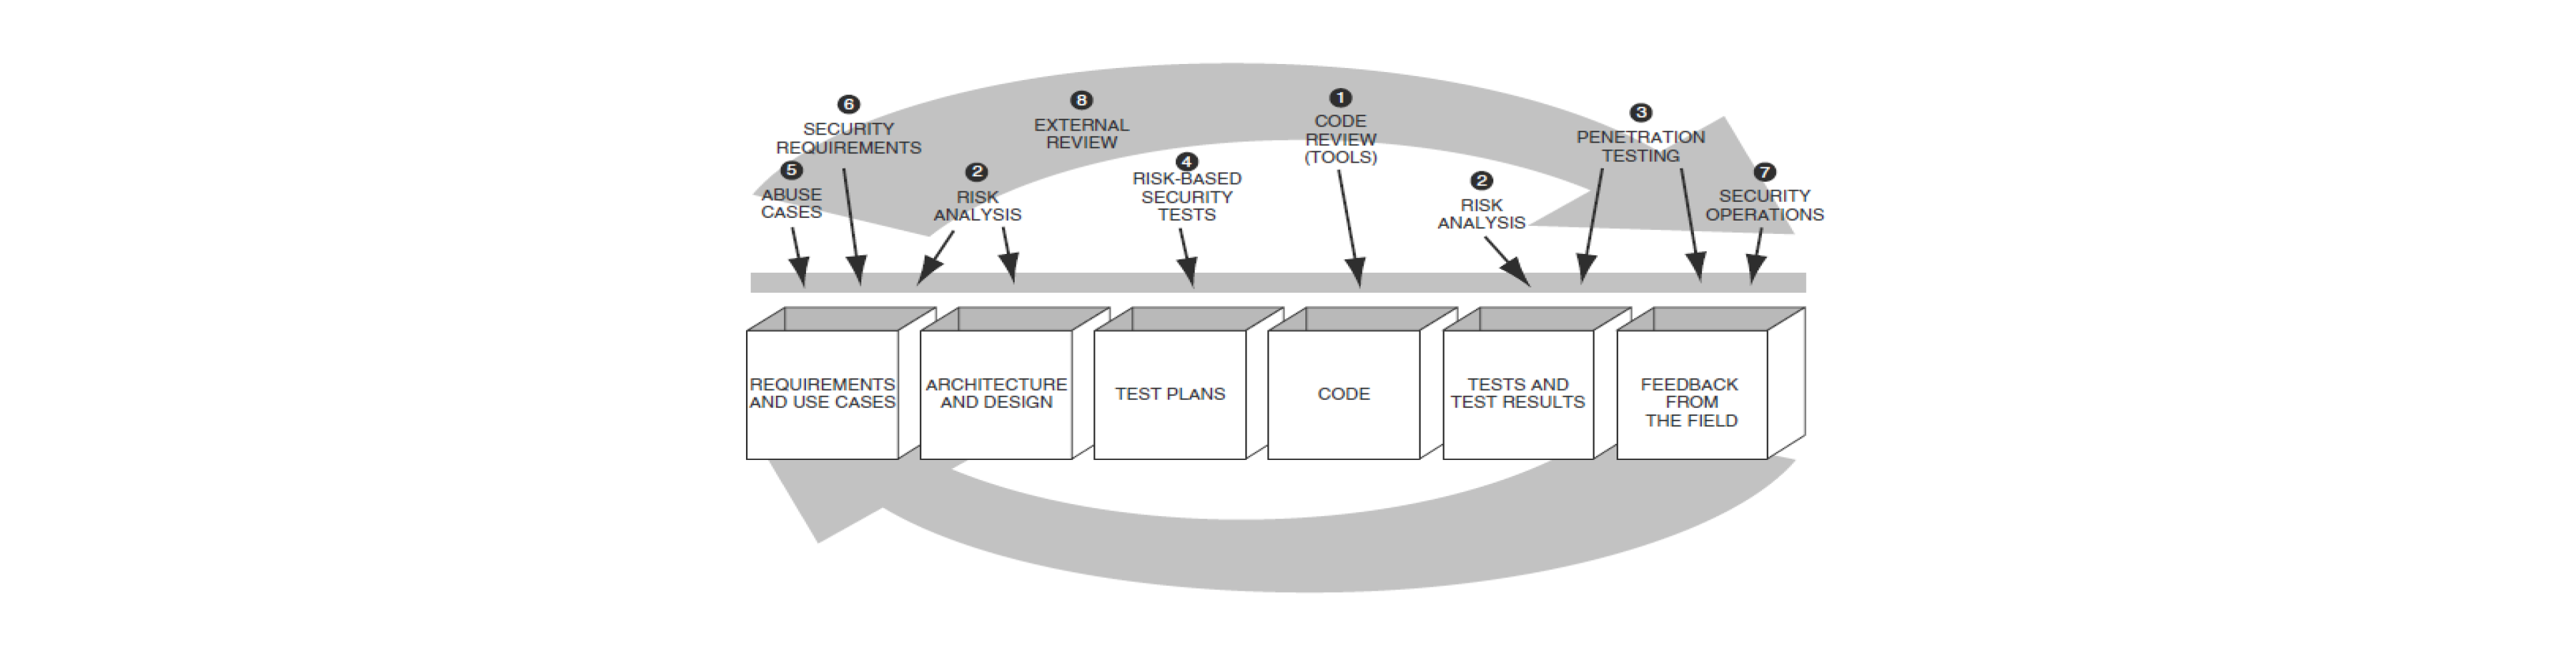 6
SECURITY
REQUIREMENTS
5
ABUSE
CASES
2
RISK
ANALYSIS
8
EXTERNAL
REVIEW
4
RISK-BASED
SECURITY
TESTS
1
CODE
REVIEW
(TOOLS)
2
RISK
ANALYSIS
3
PENETRATION
TESTING
7
SECURITY
OPERATIONS
REQUIREMENTS
AND USE CASES
ARCHITECTURE
AND DESIGN
TEST PLANS
CODE
TESTS AND
TEST RESULTS
FEEDBACK
FROM
THE FIELD